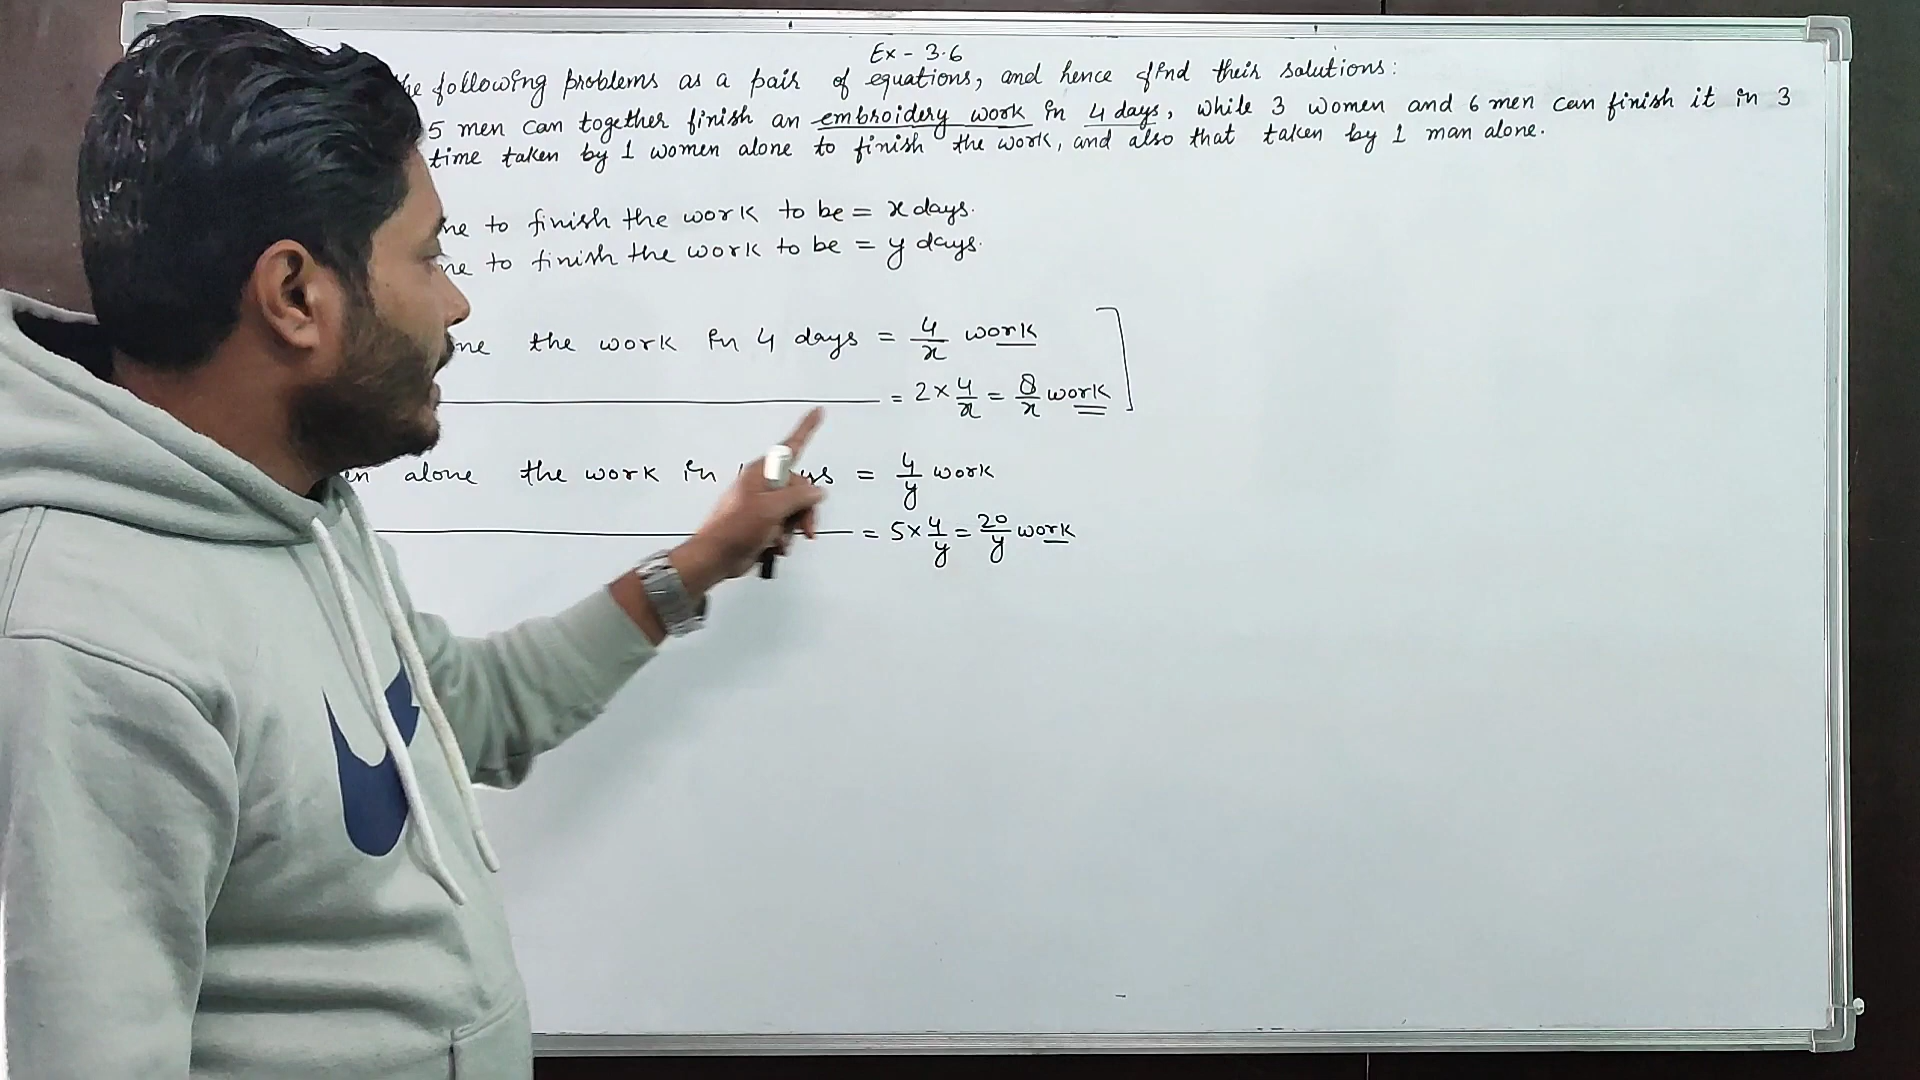 Ex - 3.6
following problems as a pair of equations, and hence find their solutions:
5 men can together finish an embroidery work in 4 days, while 3 women and 6 men can finish it in 3
time taken by 1 women alone to finish the work, and also that taken by 1 man alone.
to finish the work to be = x days.
to finish the work to be = y days.
the work in 4 days = 4/x work
= 2 × 4/x = 8/x work
alone the work in = 4/y work
= 5 × 4/y = 20/y work